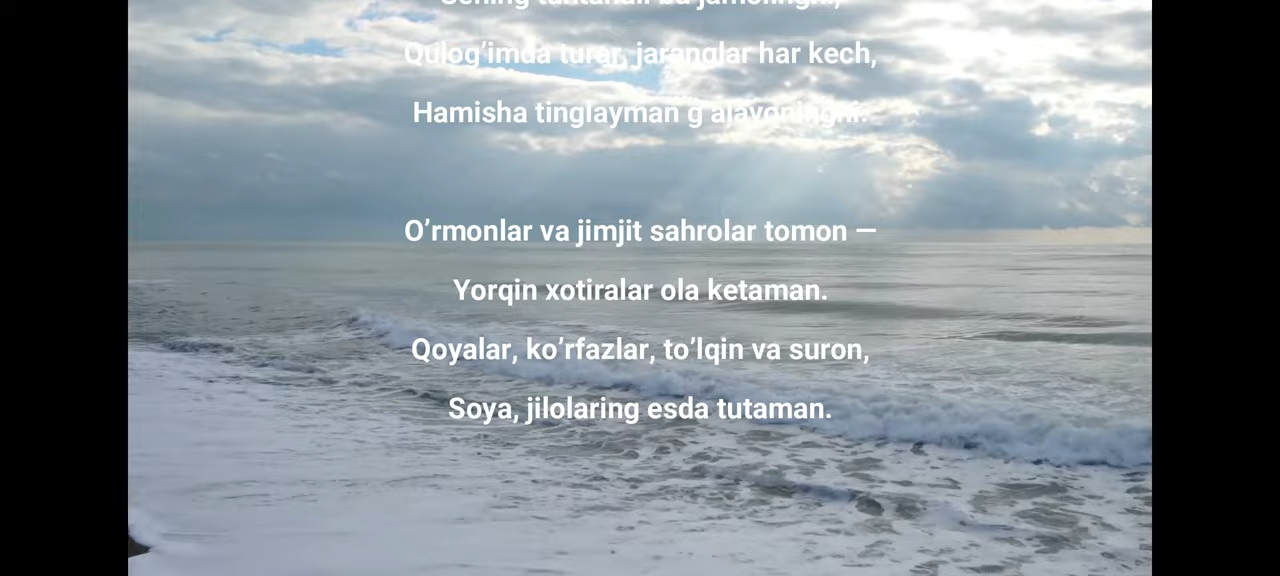 Qulog’imda turar, jaranglar har kech,
Hamisha tinglayman g’alayoningni.
O’rmonlar va jimjit sahrolar tomon —
Yorqin xotiralar ola ketaman.
Qoyalar, ko’rfazlar, to’lqin va suron,
Soya, jilolaring esda tutaman.